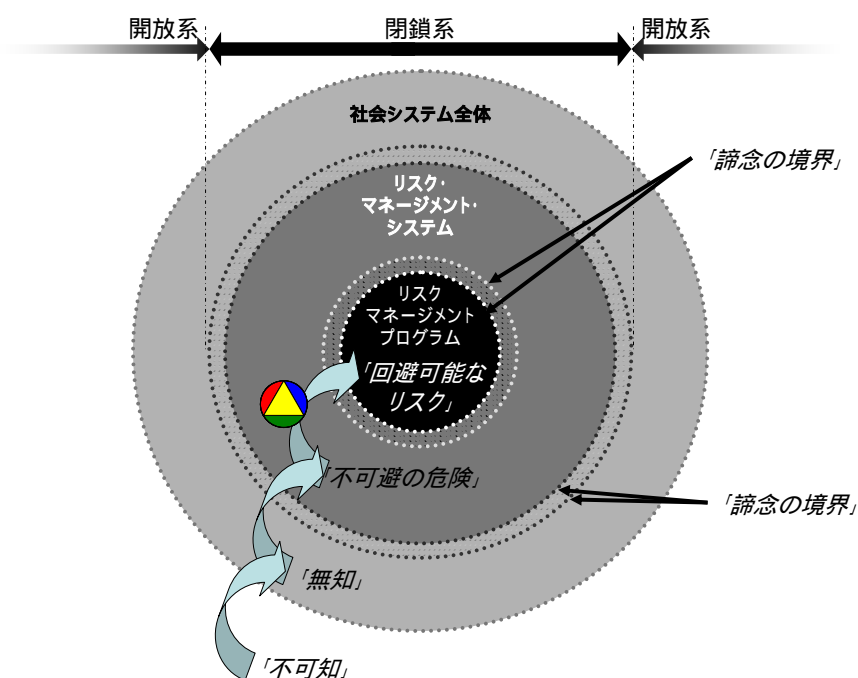 開放系
閉鎖系
開放系
社会システム全体
「諦念の境界」
リスク・
マネージメント・
システム
リスク
マネージメント
プログラム
「回避可能な
リスク」
「不可避の危険」
「諦念の境界」
「無知」
「不可知」